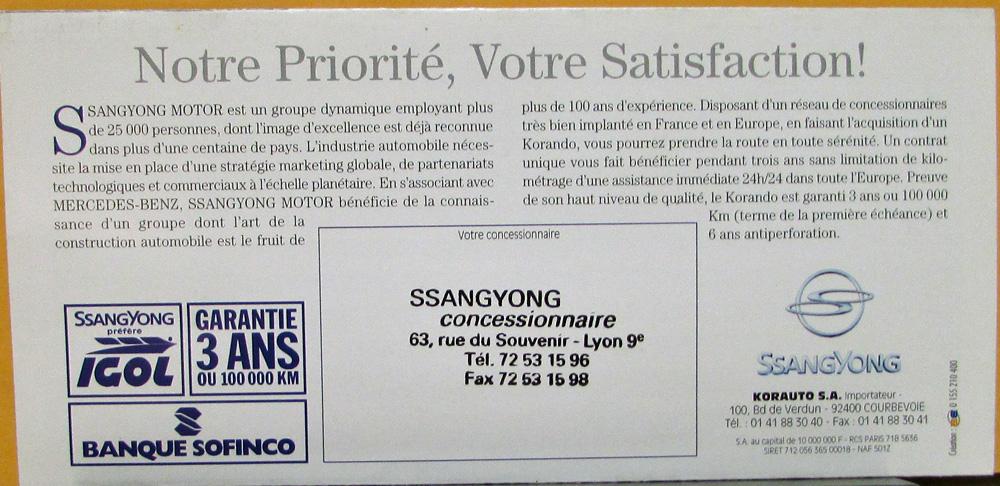 Notre Priorité, Votre Satisfaction!
SSANGYONG MOTOR est un groupe dynamique employant plus
de 25 000 personnes, dont l'image d'excellence est déjà reconnue
dans plus d'une centaine de pays. L'industrie automobile néces-
site la mise en place d'une stratégie marketing globale, de partenariats
technologiques et commerciaux à l'échelle planétaire. En s'associant avec
MERCEDES-BENZ, SSANGYONG MOTOR bénéficie de la connais-
sance d'un groupe dont l'art de la
construction automobile est le fruit de
plus de 100 ans d'expérience. Disposant d'un réseau de concessionnaires
très bien implanté en France et en Europe, en faisant l'acquisition d'un
Korando, vous pourrez prendre la route en toute sérénité. Un contrat
unique vous fait bénéficier pendant trois ans sans limitation de kilo-
métrage d'une assistance immédiate 24h/24 dans toute l'Europe. Preuve
de son haut niveau de qualité, le Korando est garanti 3 ans ou 100 000
Km (terme de la première échéance) et
6 ans antiperforation.
SSANGYONG
préfère
IGOL
GARANTIE
3 ANS
OU 100 000 KM
BANQUE SOFINCO
Votre concessionnaire
SSANGYONG
concessionnaire
63, rue du Souvenir - Lyon 9e
Tél. 72 53 15 96
Fax 72 53 15 98
SSANGYONG
KORAUTO S.A. Importateur -
100, Bd de Verdun - 92400 COURBEVOIE
Tél. : 01 41 88 30 40 - Fax : 01 41 88 30 41
S.A. au capital de 10 000 000 F - RCS PARIS 718 5656
SIRET 712 056 565 00018 - NAF 501Z
Création : 0 155 210 400